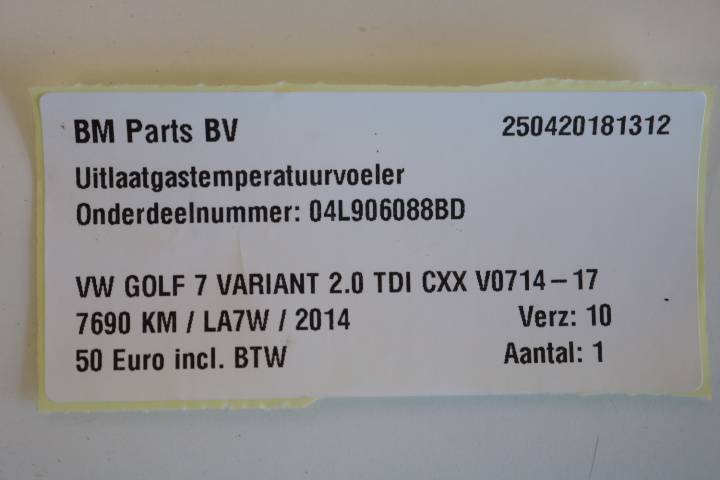 BM Parts BV 250420181312
Uitlaatgastemperatuurvoeler
Onderdeelnummer: 04L906088BD
VW GOLF 7 VARIANT 2.0 TDI CXX V0714-17
7690 KM / LA7W / 2014 Verz: 10
50 Euro incl. BTW Aantal: 1